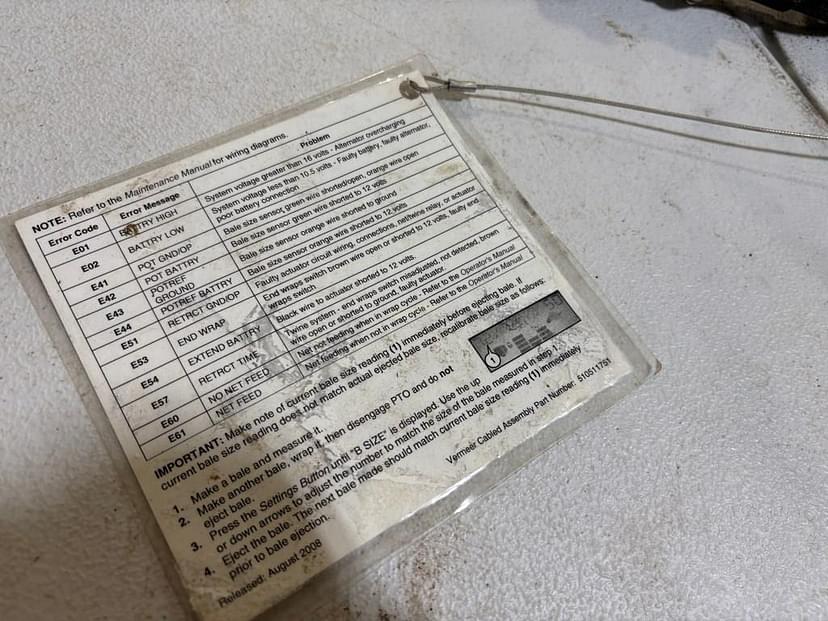 NOTE: Refer to the Maintenance Manual for wiring diagrams.
Error Code Error Message Problem
E01 BATTRY HIGH System voltage greater than 16 volts - Alternator overcharging
E02 BATTRY LOW System voltage less than 10.5 volts - Faulty battery, faulty alternator,
poor battery connection
E41 POT GND/OP Bale size sensor, green wire shorted/open, orange wire open
E42 POT BATTRY Bale size sensor green wire shorted to 12 volts
E43 POTREF
GROUND Bale size sensor orange wire shorted to ground
E44 POTREF BATTRY Bale size sensor orange wire shorted to 12 volts
E51 RETRCT GND/OP Faulty actuator circuit wiring, connections, net/twine relay, or actuator
E53 END WRAP End wraps switch brown wire open or shorted to 12 volts, faulty end
wraps switch
E54 EXTEND BATTRY Black wire to actuator shorted to 12 volts.
E57 RETRCT TIME Twine system - end wraps switch misadjusted, not detected, brown
wire open or shorted to ground, faulty actuator.
E60 NO NET FEED Net not feeding when in wrap cycle - Refer to the Operator's Manual
E61 NET FEED Net feeding when not in wrap cycle - Refer to the Operator's Manual
IMPORTANT: Make note of current bale size reading (1) immediately before ejecting bale. If
current bale size reading does not match actual ejected bale size, recalibrate bale size as follows:
1. Make a bale and measure it.
2. Make another bale, wrap it, then disengage PTO and do not
eject bale.
3. Press the Settings Button until "B SIZE" is displayed. Use the up
or down arrows to adjust the number to match the size of the bale measured in step 1.
4. Eject the bale. The next bale made should match current bale size reading (1) immediately
prior to bale ejection.
1
Released: August 2008
Vermeer Cabled Assembly Part Number: 510511751